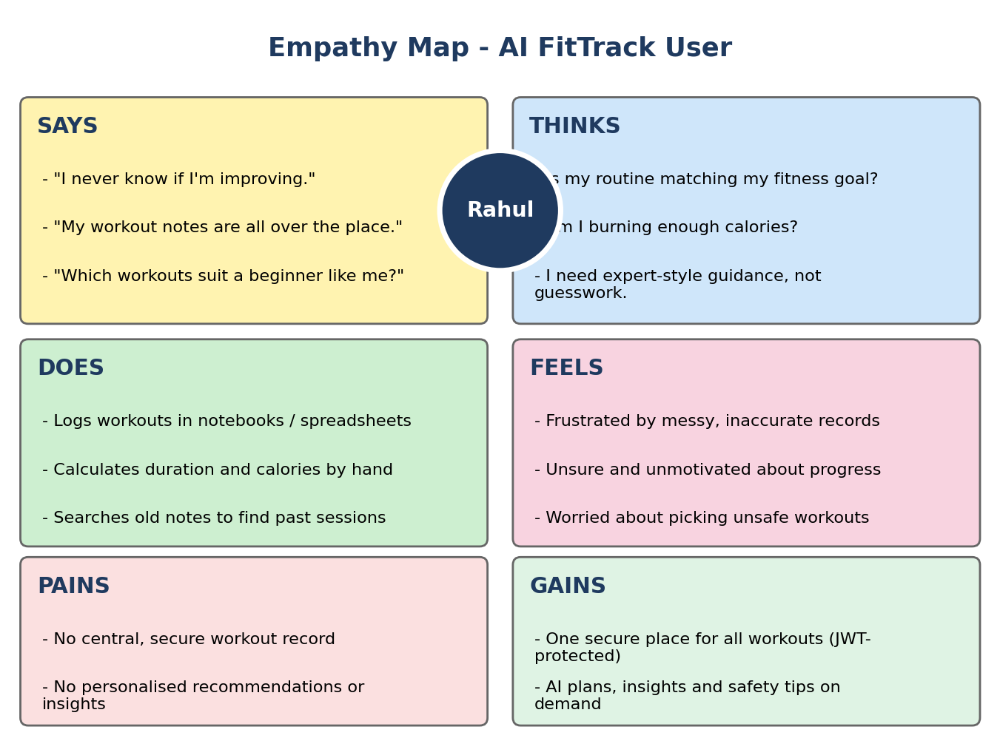 Empathy Map - AI FitTrack User
SAYS
- "I never know if I'm improving."
- "My workout notes are all over the place."
- "Which workouts suit a beginner like me?"
Rahul
THINKS
my routine matching my fitness goal?
I burning enough calories?
- I need expert-style guidance, not
guesswork.
DOES
- Logs workouts in notebooks / spreadsheets
- Calculates duration and calories by hand
- Searches old notes to find past sessions
FEELS
- Frustrated by messy, inaccurate records
- Unsure and unmotivated about progress
- Worried about picking unsafe workouts
PAINS
- No central, secure workout record
- No personalised recommendations or
insights
GAINS
- One secure place for all workouts (JWT-
protected)
- AI plans, insights and safety tips on
demand